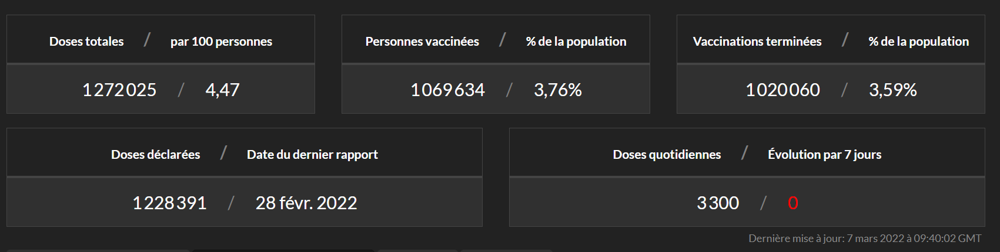 Doses totales / par 100 personnes
1 272 025 / 4,47
Personnes vaccinées / % de la population
1 069 634 / 3,76%
Vaccinations terminées / % de la population
1 020 060 / 3,59%
Doses déclarées / Date du dernier rapport
1 228 391 / 28 févr. 2022
Doses quotidiennes / Évolution par 7 jours
3 300 / 0
Dernière mise à jour: 7 mars 2022 à 09:40:02 GMT